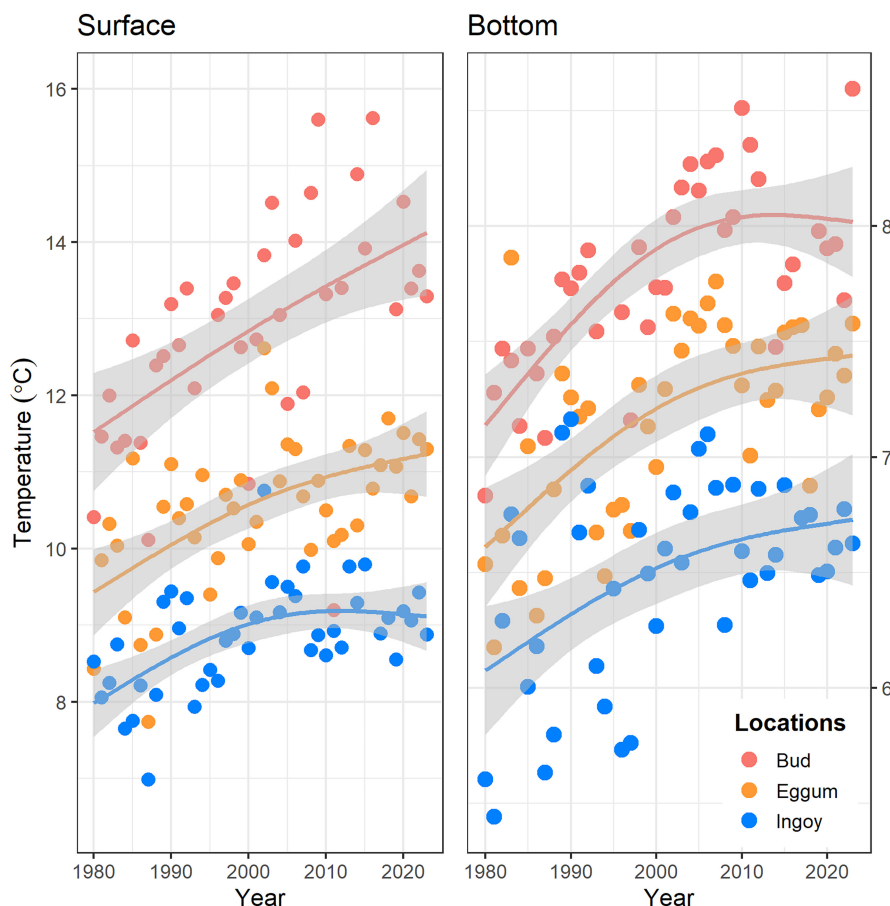 Surface
Bottom
Temperature (°C)
16
14
12
10
8
8
7
6
Locations
Bud
Eggum
Ingoy
1980 1990 2000 2010 2020
1980 1990 2000 2010 2020
Year
Year